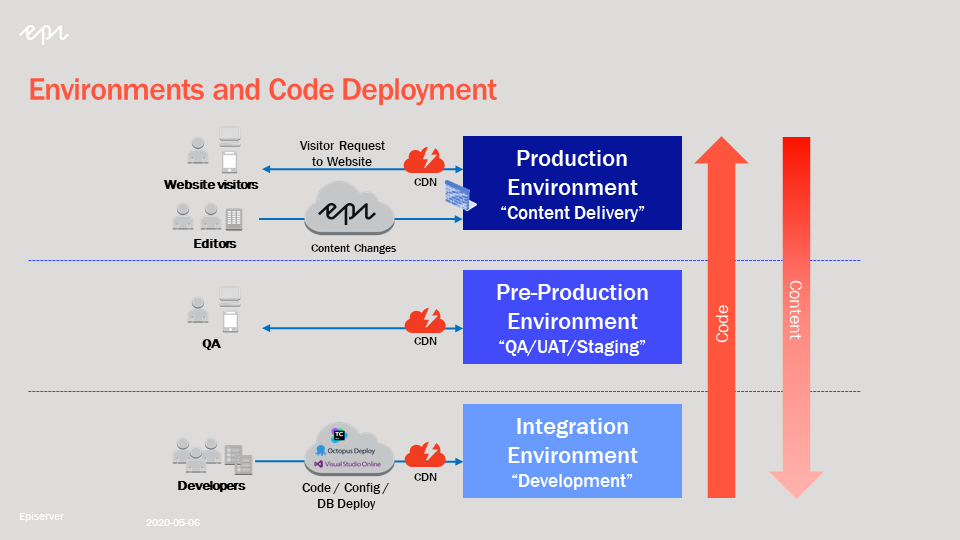 epi
Environments and Code Deployment
Visitor Request
to Website
CDN
Website visitors
Production
Environment
“Content Delivery”
epi
Editors
Content Changes
QA
CDN
Pre-Production
Environment
“QA/UAT/Staging”
Code
Content
TC
Octopus Deploy
Visual Studio Online
Developers
CDN
Code / Config /
DB Deploy
Integration
Environment
“Development”
Episerver
2020-05-06